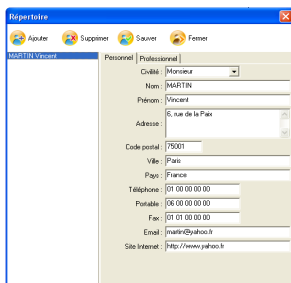 Répertoire
Ajouter Supprimer Sauver Fermer
MARTIN Vincent
Personnel Professionnel
Civilité : Monsieur
Nom : MARTIN
Prénom : Vincent
Adresse : 6, rue de la Paix
Code postal : 75001
Ville : Paris
Pays : France
Téléphone : 01 00 00 00 00
Portable : 06 00 00 00 00
Fax : 01 01 00 00 00
Email : martin@yahoo.fr
Site Internet : http://www.yahoo.fr